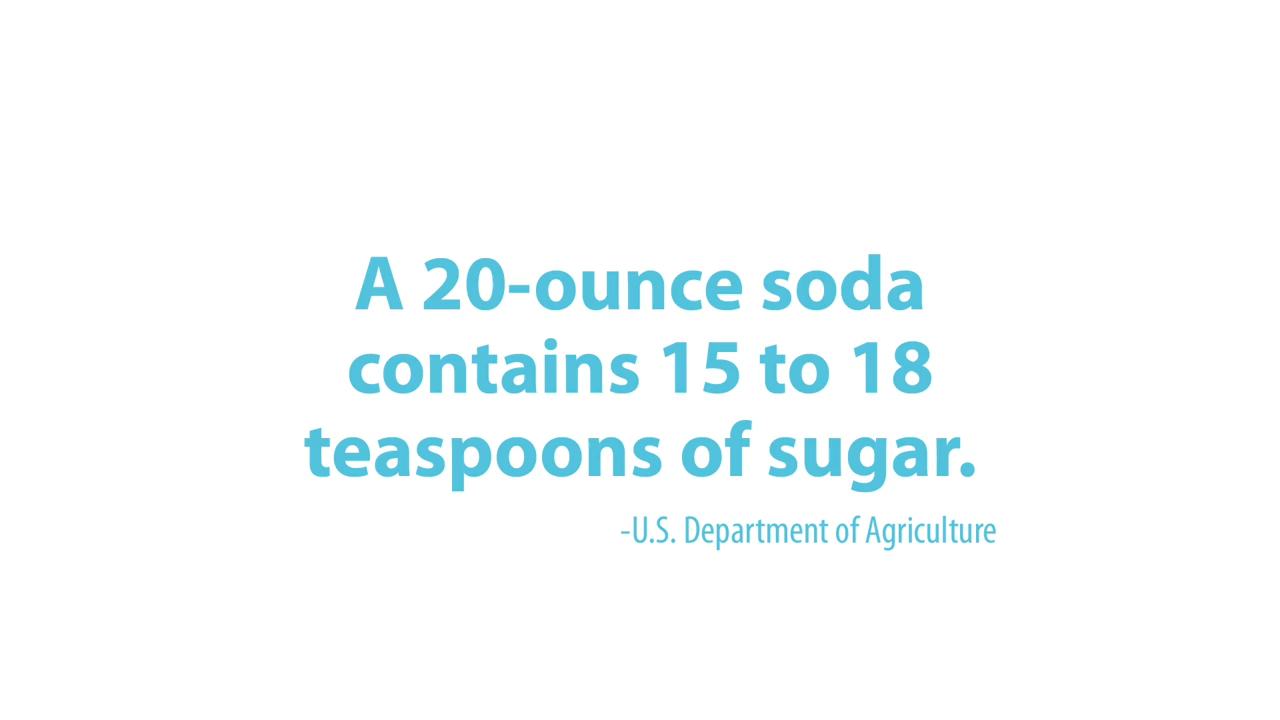 A 20-ounce soda
contains 15 to 18
teaspoons of sugar.
-U.S. Department of Agriculture